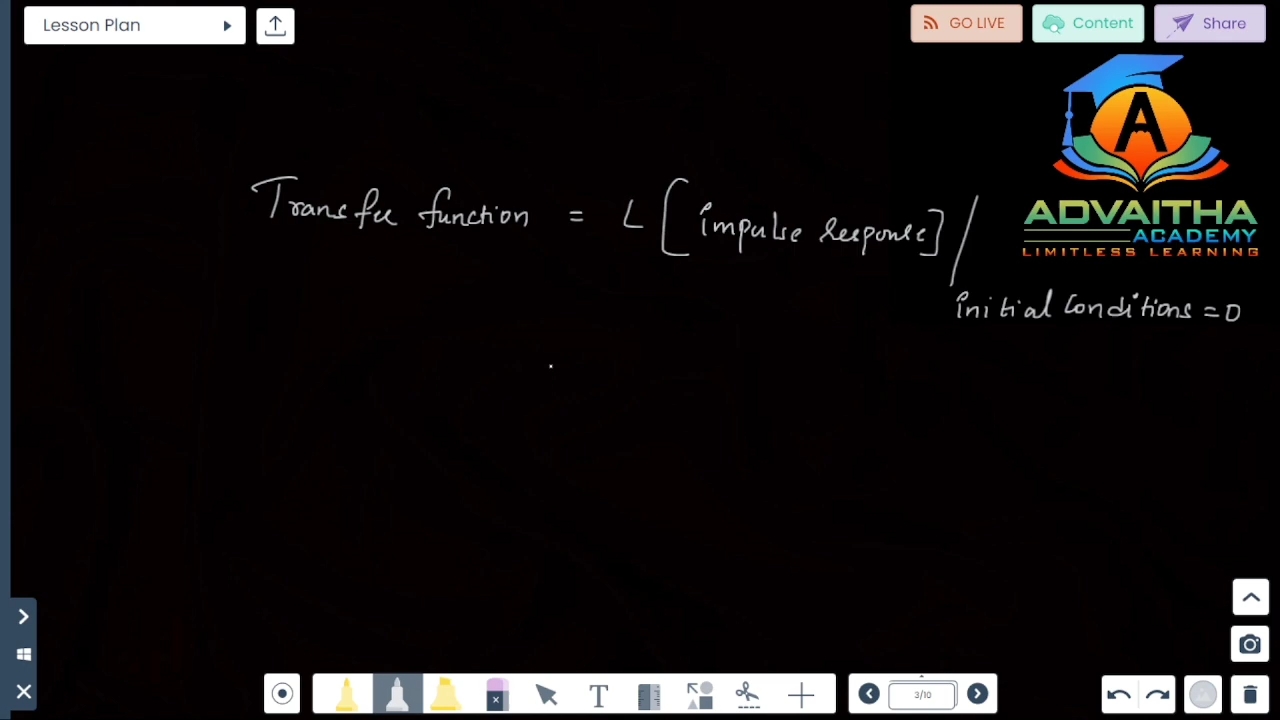 Lesson Plan
GO LIVE
Content
Share
A
ADVAITHA
ACADEMY
LIMITLESS LEARNING
Transfer function = L [ impulse response ] /
initial conditions = 0
T
3/10